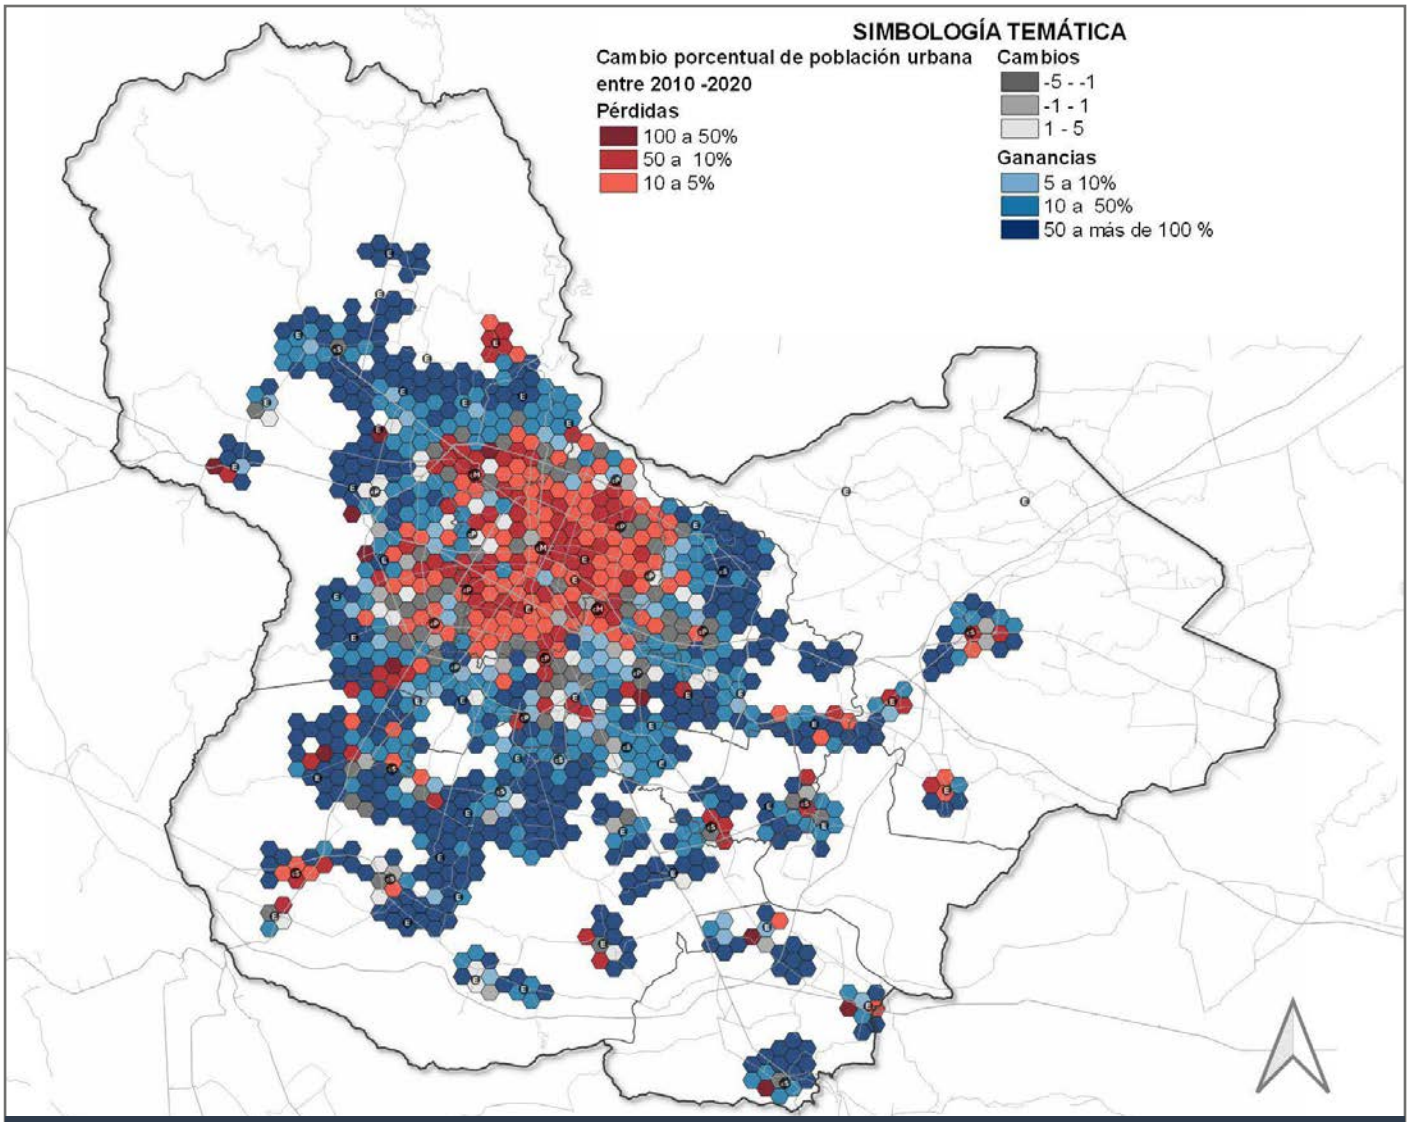 SIMBOLOGÍA TEMÁTICA
Cambio porcentual de población urbana
entre 2010 -2020
Pérdidas
100 a 50%
50 a 10%
10 a 5%
Cambios
-5 - -1
-1 - 1
1 - 5
Ganancias
5 a 10%
10 a 50%
50 a más de 100 %